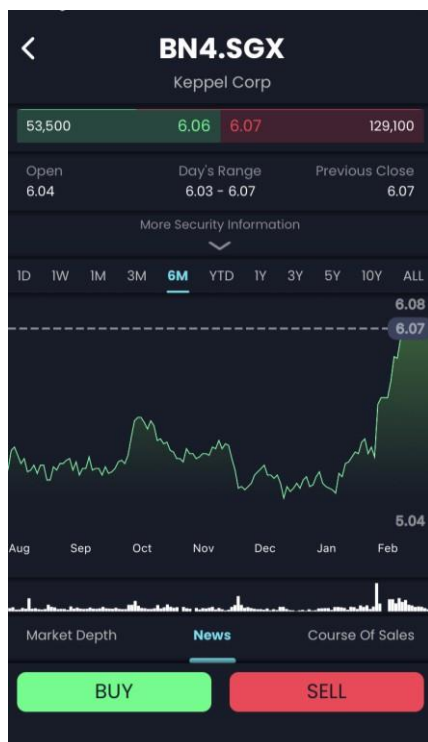 BN4.SGX
Keppel Corp
53,500 6.06 6.07 129,100
Open Day's Range Previous Close
6.04 6.03 - 6.07 6.07
More Security Information
1D 1W 1M 3M 6M YTD 1Y 3Y 5Y 10Y ALL
6.08
6.07
5.04
Aug Sep Oct Nov Dec Jan Feb
Market Depth News Course Of Sales
BUY SELL